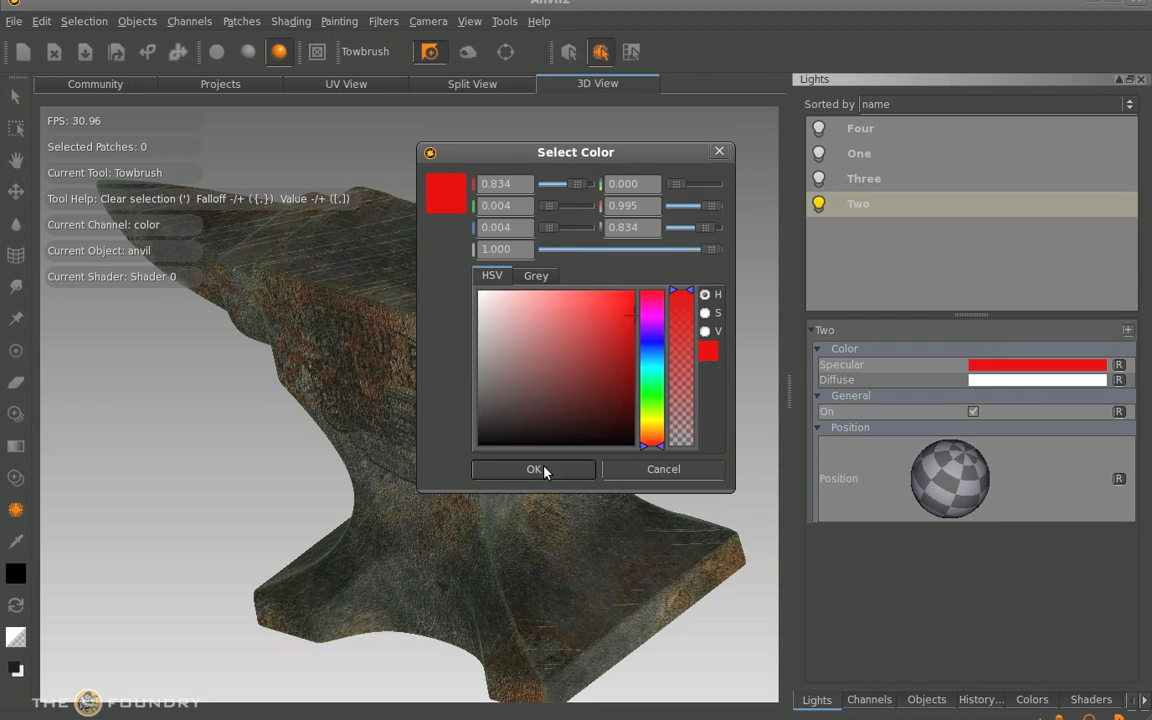 Anvil2
File Edit Selection Objects Channels Patches Shading Painting Filters Camera View Tools Help
Towbrush
Community Projects UV View Split View 3D View
Lights
Sorted by name
Four
One
Three
Two
FPS: 30.96
Selected Patches: 0
Current Tool: Towbrush
Tool Help: Clear selection (') Falloff -/+ ({,}) Value -/+ ([,])
Current Channel: color
Current Object: anvil
Current Shader: Shader 0
Select Color
0.834 0.000
0.004 0.995
0.004 0.834
1.000
HSV Grey
H
S
V
OK Cancel
Two
Color
Specular R
Diffuse R
General
On R
Position
Position R
THE FOUNDRY
Lights Channels Objects History... Colors Shaders